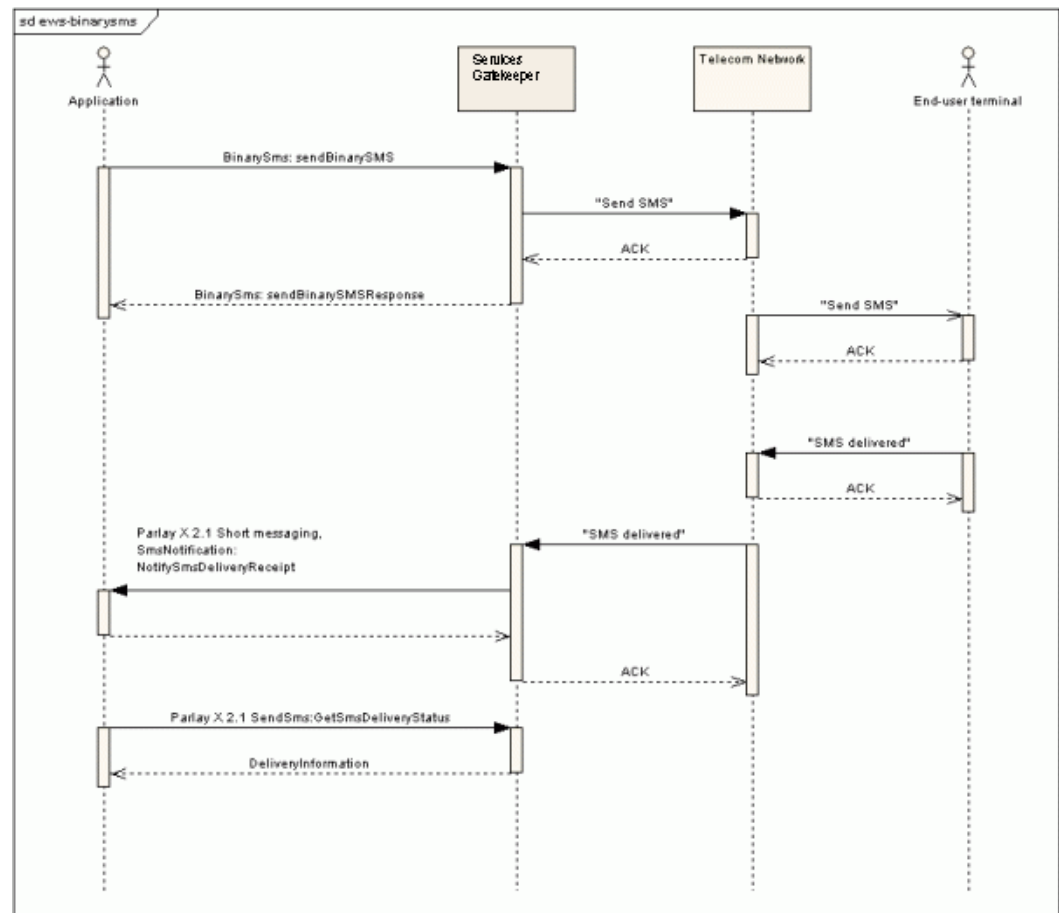 sd ews-binarysms
Application
Services
Gatekeeper
Telecom Network
End-user terminal
BinarySms: sendBinarySMS
"Send SMS"
ACK
BinarySms: sendBinarySMSResponse
"Send SMS"
ACK
"SMS delivered"
ACK
Parlay X 2.1 Short messaging,
SmsNotification:
NotifySmsDeliveryReceipt
"SMS delivered"
ACK
Parlay X 2.1 SendSms:GetSmsDeliveryStatus
DeliveryInformation